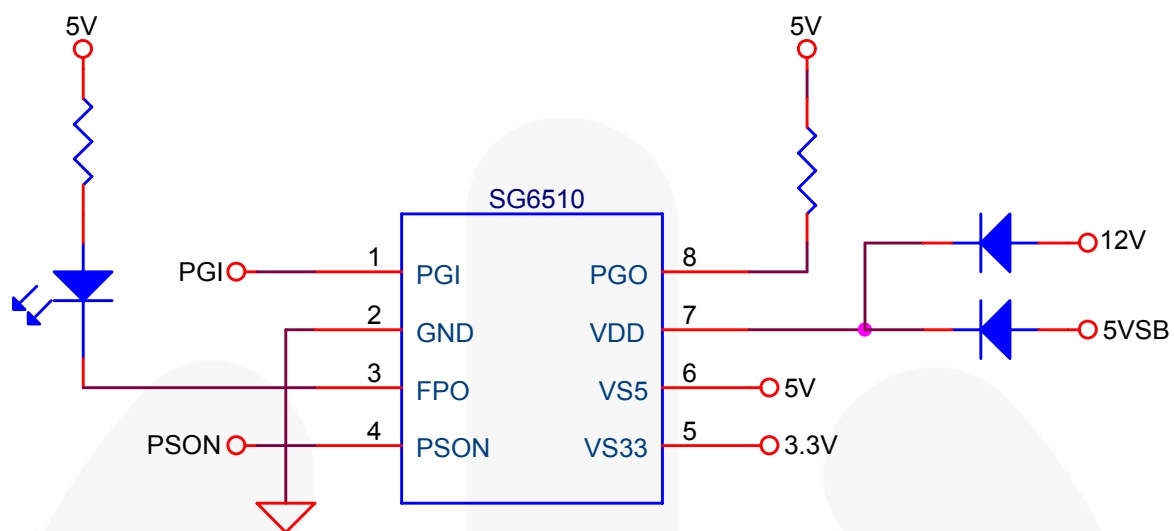 5V
5V
SG6510
12V
PGI
1
PGI
PGO
8
2
GND
VDD
7
5VSB
3
FPO
VS5
6
5V
PSON
4
PSON
VS33
5
3.3V